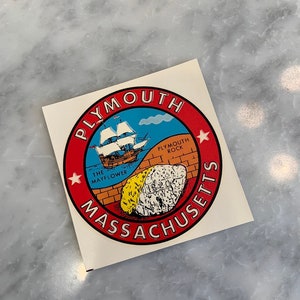 PLYMOUTH
THE
MAYFLOWER
PLYMOUTH
ROCK
MASSACHUSETTS